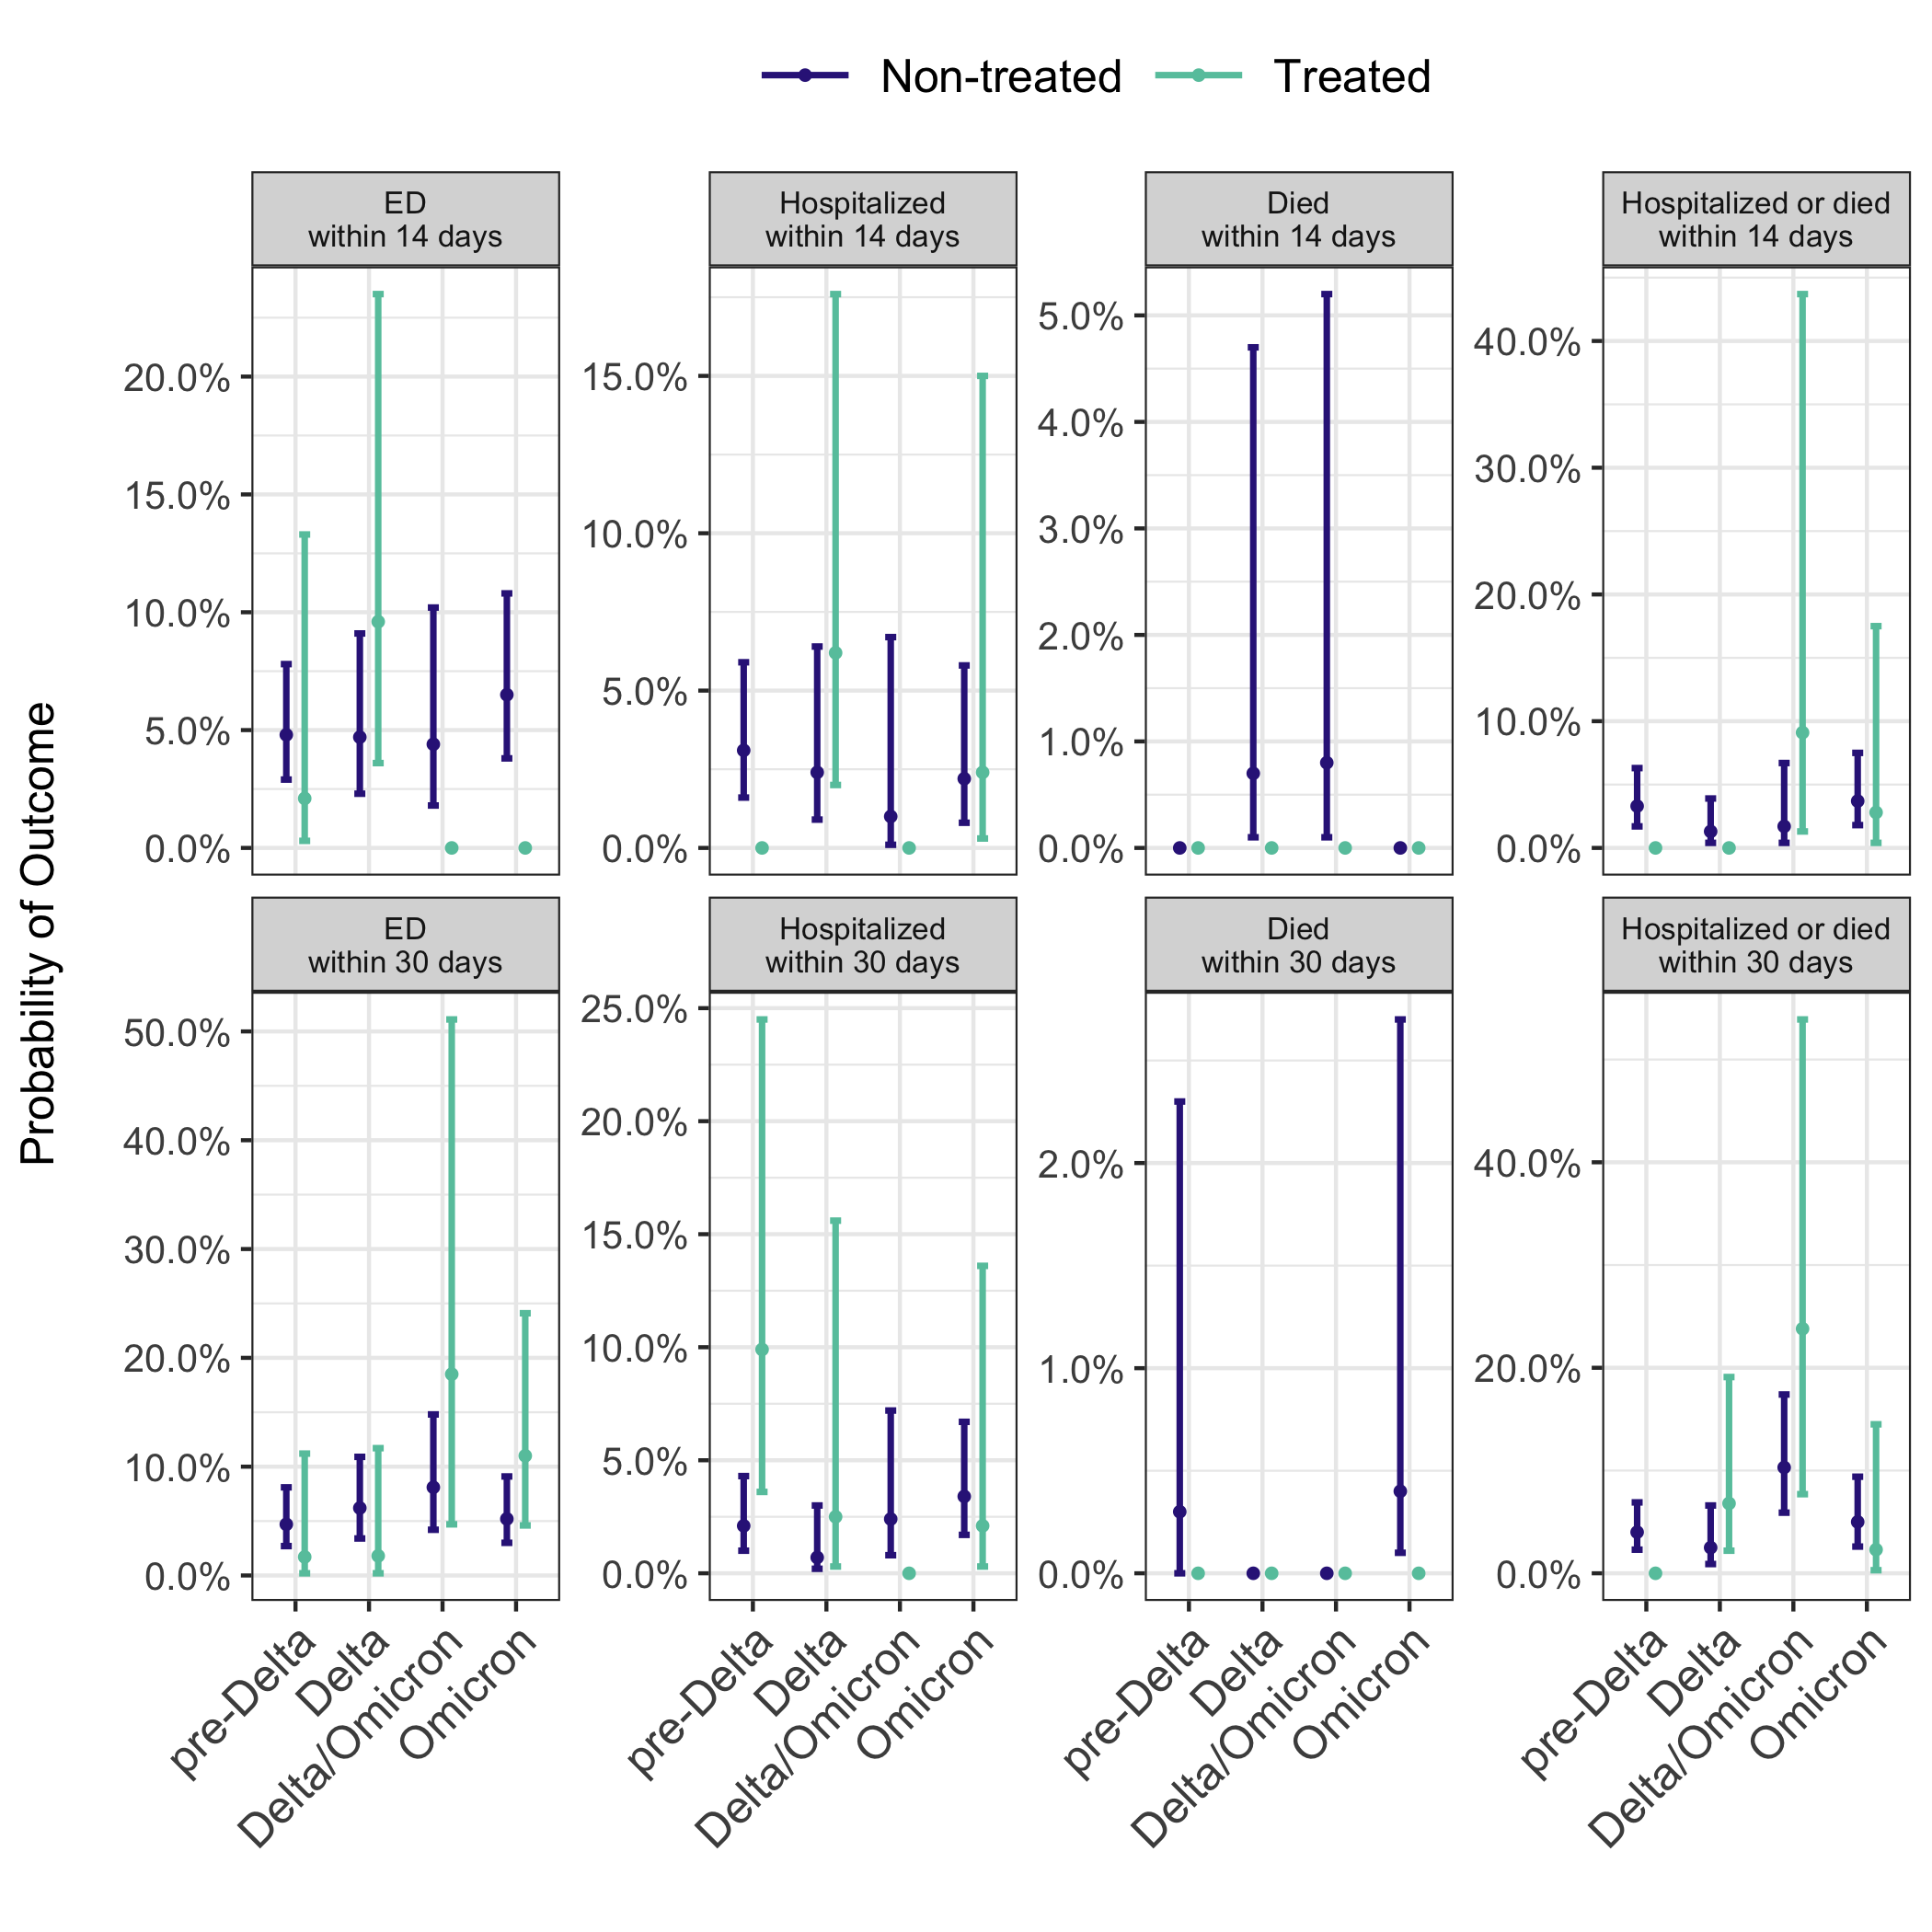 Non-treated Treated
ED
within 14 days
Hospitalized
within 14 days
Died
within 14 days
Hospitalized or died
within 14 days
20.0%
15.0%
10.0%
5.0%
0.0%
15.0%
10.0%
5.0%
0.0%
5.0%
4.0%
3.0%
2.0%
1.0%
0.0%
40.0%
30.0%
20.0%
10.0%
0.0%
Probability of Outcome
ED
within 30 days
Hospitalized
within 30 days
Died
within 30 days
Hospitalized or died
within 30 days
50.0%
40.0%
30.0%
20.0%
10.0%
0.0%
25.0%
20.0%
15.0%
10.0%
5.0%
0.0%
2.0%
1.0%
0.0%
40.0%
20.0%
0.0%
pre-Delta
Delta
Delta/Omicron
Omicron
pre-Delta
Delta
Delta/Omicron
Omicron
pre-Delta
Delta
Delta/Omicron
Omicron
pre-Delta
Delta
Delta/Omicron
Omicron